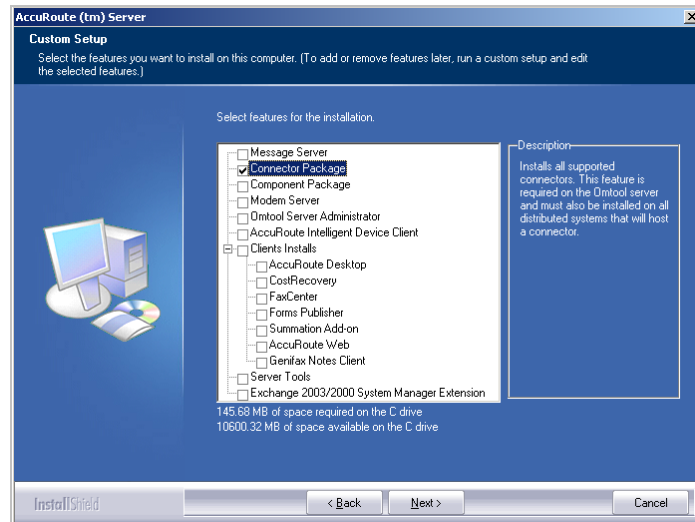 AccuRoute (tm) Server
Custom Setup
Select the features you want to install on this computer. (To add or remove features later, run a custom setup and edit
the selected features.)
Select features for the installation.
Message Server
Connector Package
Component Package
Modem Server
Omtool Server Administrator
AccuRoute Intelligent Device Client
Clients Installs
AccuRoute Desktop
CostRecovery
FaxCenter
Forms Publisher
Summation Add-on
AccuRoute Web
Genifax Notes Client
Server Tools
Exchange 2003/2000 System Manager Extension
Description
Installs all supported
connectors. This feature is
required on the Omtool server
and must also be installed on all
distributed systems that will host
a connector.
145.68 MB of space required on the C drive
10600.32 MB of space available on the C drive
InstallShield
< Back
Next >
Cancel